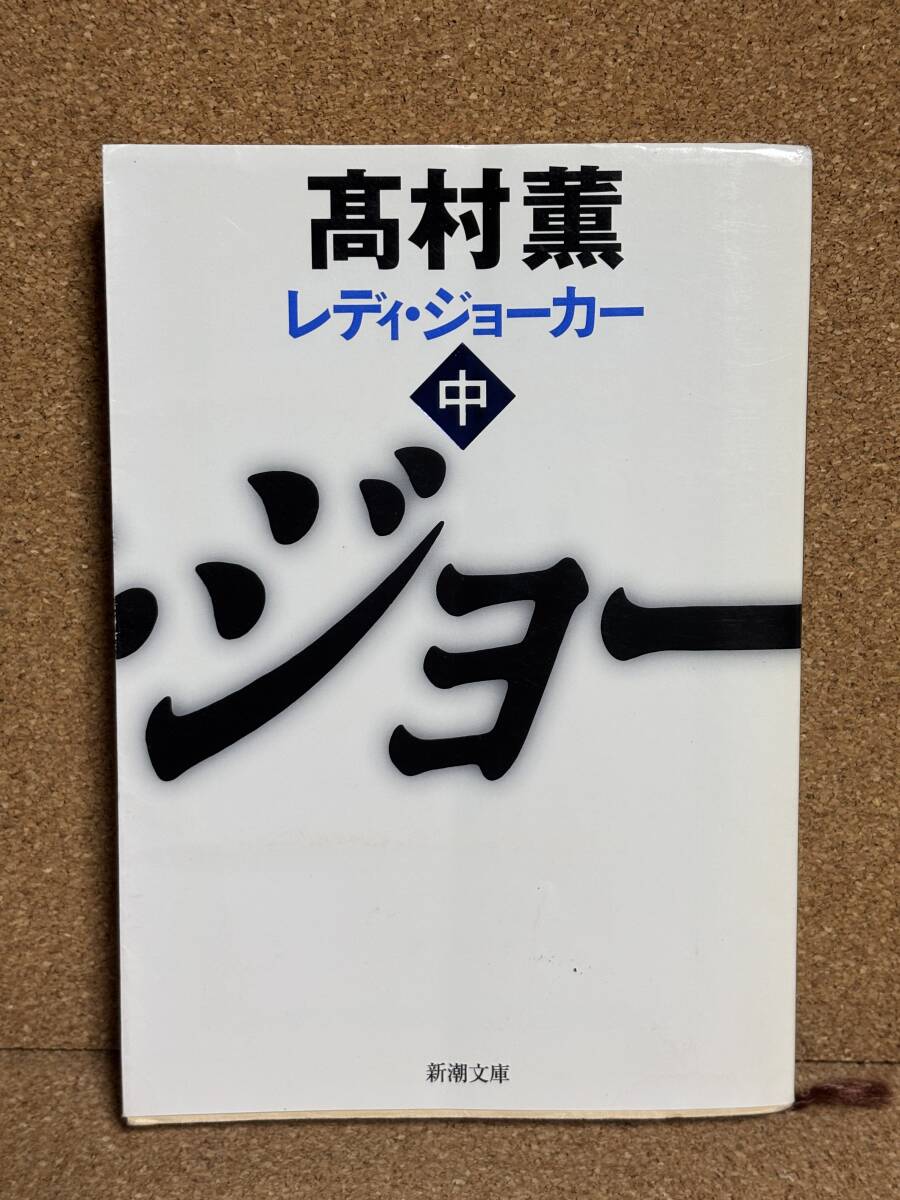 髙村薫
レディ・ジョーカー
中
・ジョー
新潮文庫